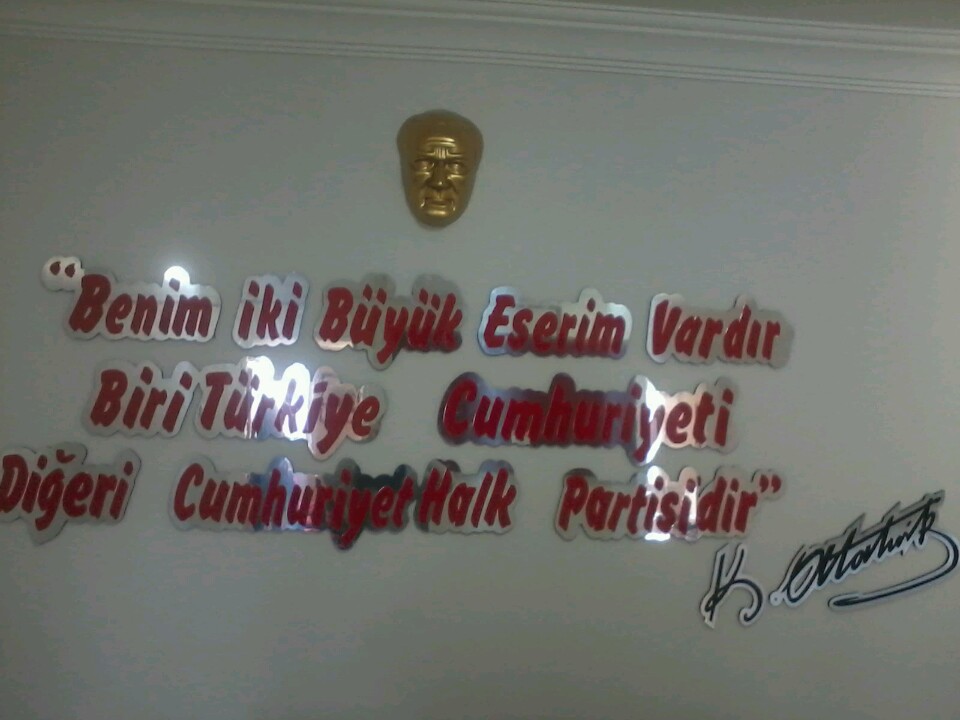 “Benim iki Büyük Eserim Vardır
Biri Türkiye Cumhuriyeti
Diğeri Cumhuriyet Halk Partisidir”
K. Atatürk